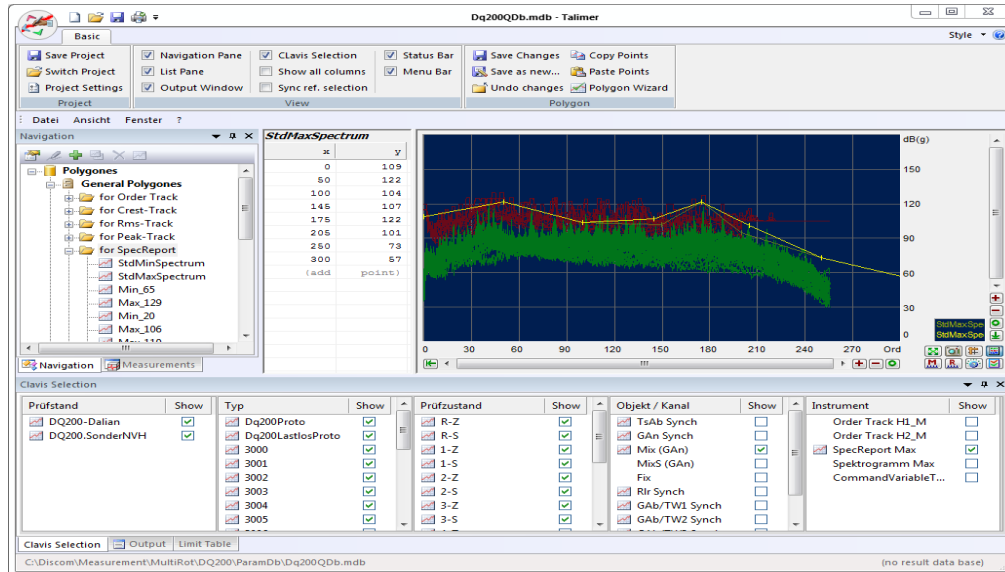 Dq200QDb.mdb - Talimer
Basic
Style
Save Project
Switch Project
Project Settings
Project
Navigation Pane
List Pane
Output Window
CLavis Selection
Show all columns
Sync ref. selection
Status Bar
Menu Bar
View
Save Changes
Save as new...
Undo changes
Copy Points
Paste Points
Polygon Wizard
Polygon
Datei Ansicht Fenster ?
Navigation
Polygones
General Polygones
for Order Track
for Crest-Track
for Rms-Track
for Peak-Track
for SpecReport
StdMinSpectrum
StdMaxSpectrum
Min_65
Max_129
Min_20
Max_106
Navigation Measurements
StdMaxSpectrum
x y
0 109
50 122
100 104
145 107
175 122
205 101
250 73
300 57
(add point)
dB(g)
150
120
90
60
30
0
StdMaxSpe
StdMaxSpe
0 30 60 90 120 150 180 210 240 270 Ord
Clavis Selection
Prüfstand Show
DQ200-Dalian
DQ200.SonderNVH
Typ Show
Dq200Proto
Dq200LastlosProto
3000
3001
3002
3003
3004
3005
Prüfzustand Show
R-Z
R-S
1-Z
1-S
2-Z
2-S
3-Z
3-S
Objekt / Kanal Show
TsAb Synch
GAn Synch
Mix (GAn)
MixS (GAn)
Fix
Rlr Synch
GAb/TW1 Synch
GAb/TW2 Synch
Instrument Show
Order Track H1_M
Order Track H2_M
SpecReport Max
Spektrogramm Max
CommandVariableT...
Clavis Selection Output Limit Table
C:\Discom\Measurement\MultiRot\DQ200\ParamDb\Dq200QDb.mdb
(no result data base)